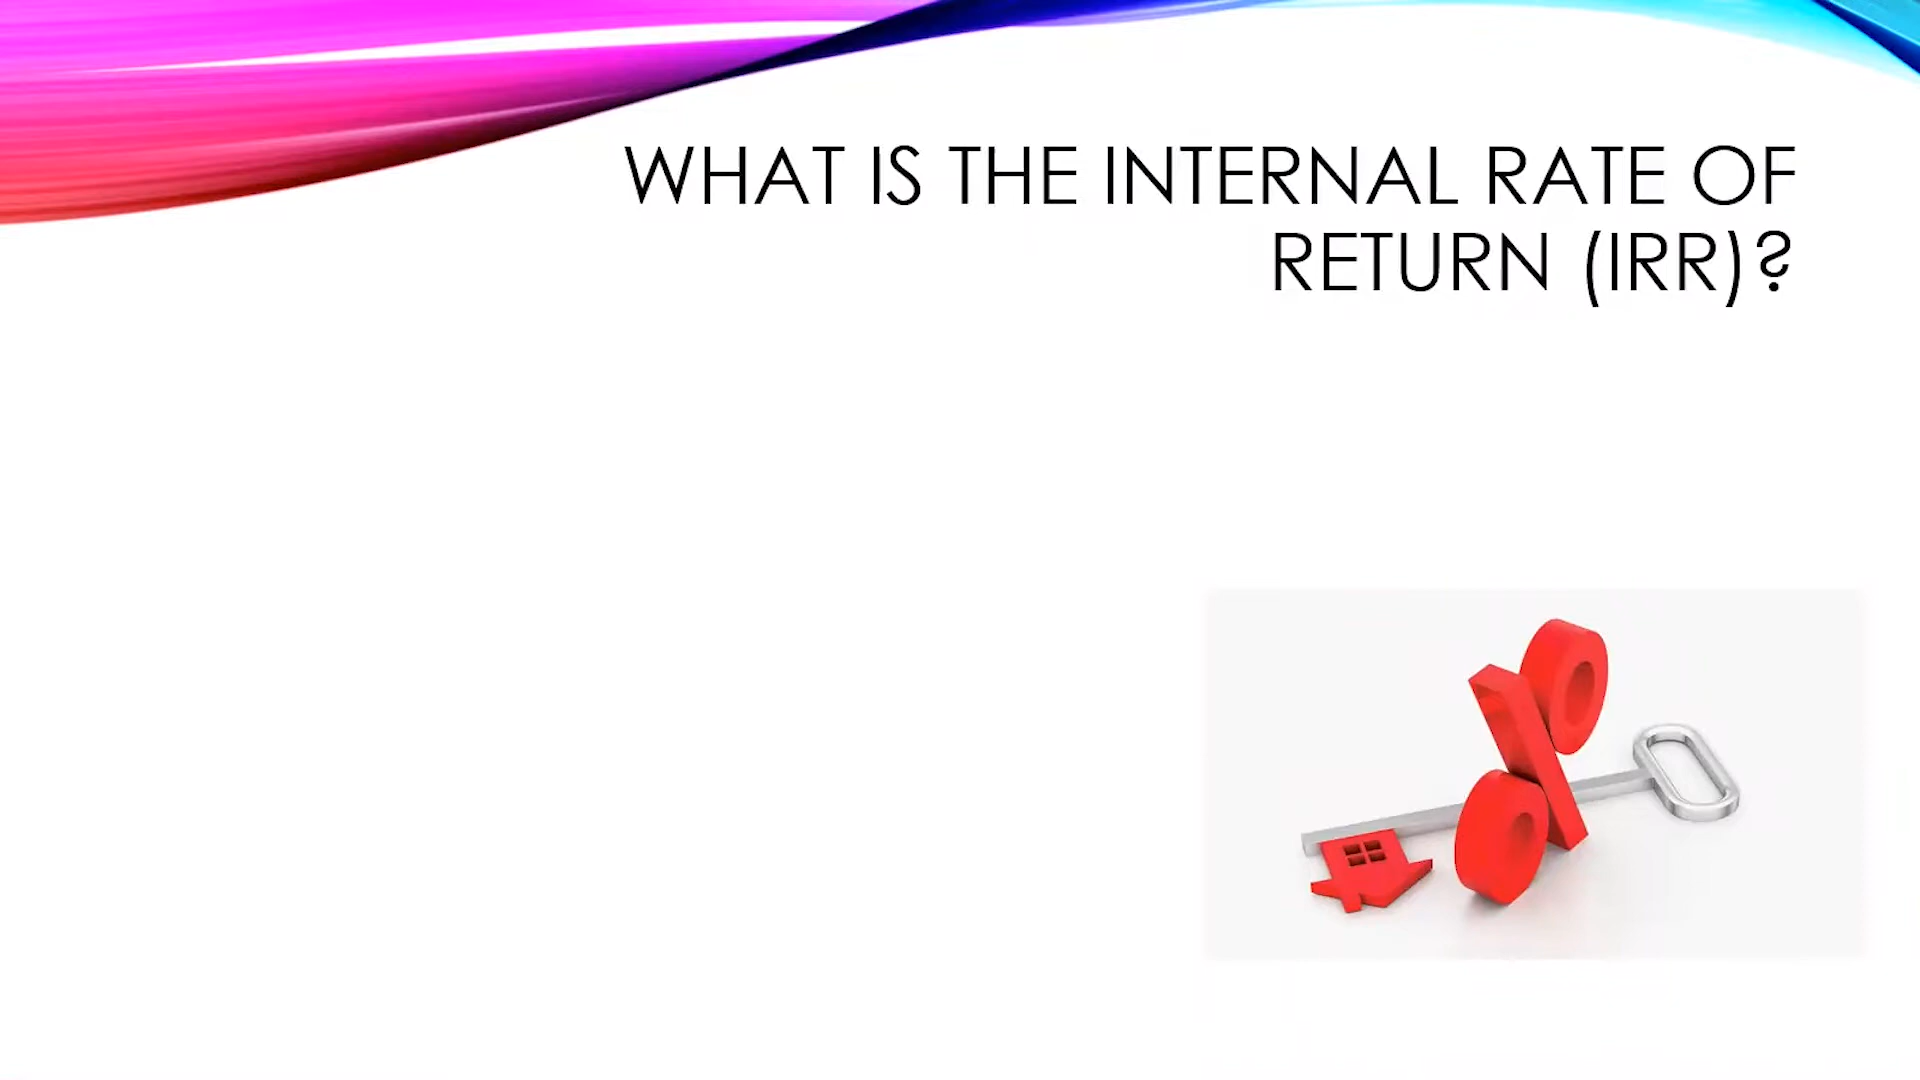 WHAT IS THE INTERNAL RATE OF
RETURN (IRR)?